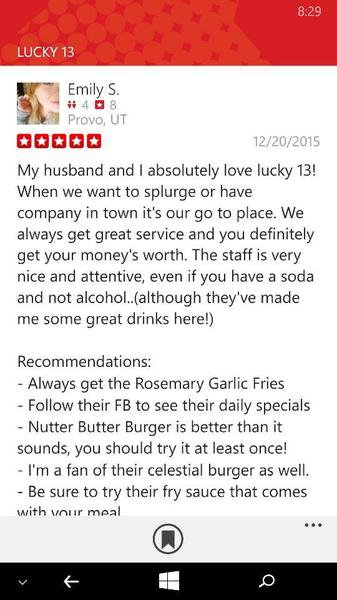 8:29
LUCKY 13
Emily S.
4 8
Provo, UT
12/20/2015
My husband and I absolutely love lucky 13!
When we want to splurge or have
company in town it's our go to place. We
always get great service and you definitely
get your money's worth. The staff is very
nice and attentive, even if you have a soda
and not alcohol..(although they've made
me some great drinks here!)
Recommendations:
- Always get the Rosemary Garlic Fries
- Follow their FB to see their daily specials
- Nutter Butter Burger is better than it
sounds, you should try it at least once!
- I'm a fan of their celestial burger as well.
- Be sure to try their fry sauce that comes
with your meal